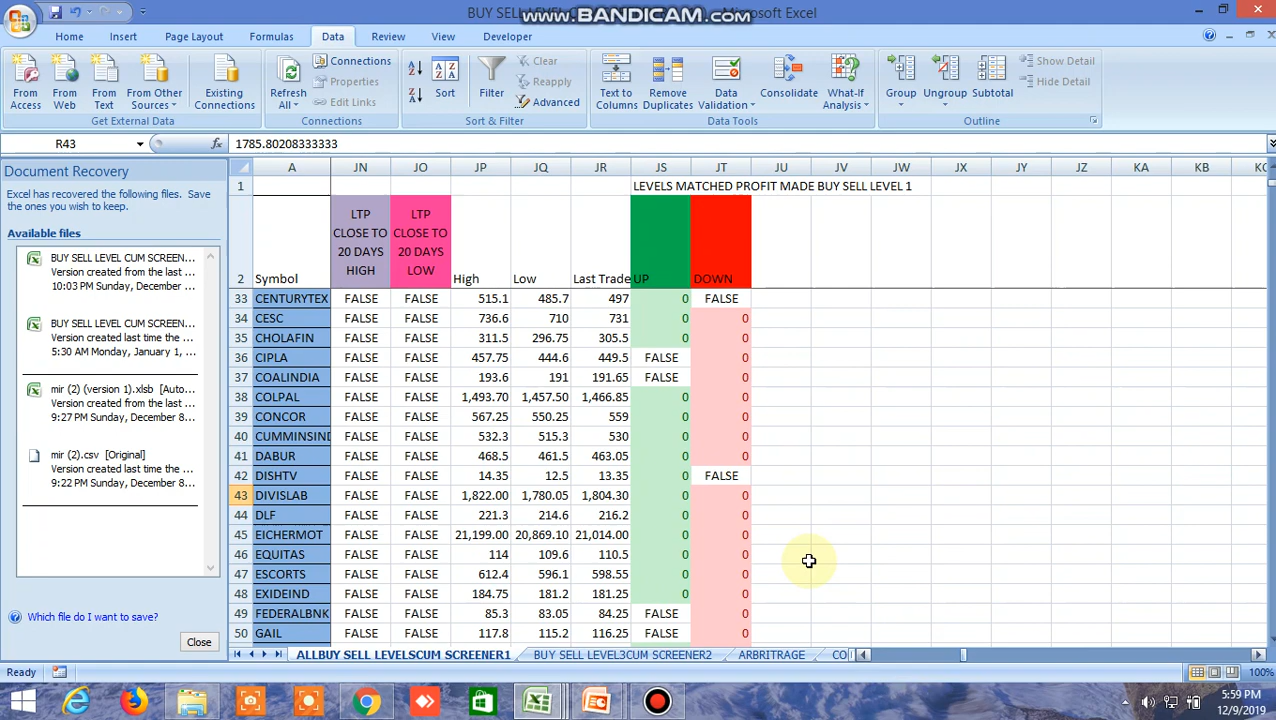 BUY SELL LEVEL C
www.BANDICAM.com
Microsoft Excel
Home Insert Page Layout Formulas Data Review View Developer
From Access
From Web
From Text
From Other Sources
Existing Connections
Get External Data
Refresh All
Connections
Properties
Edit Links
Connections
Sort
Filter
Clear
Reapply
Advanced
Sort & Filter
Text to Columns
Remove Duplicates
Data Validation
Consolidate
What-If Analysis
Data Tools
Group
Ungroup
Subtotal
Show Detail
Hide Detail
Outline
R43 fx 1785.80208333333
Document Recovery
Excel has recovered the following files. Save
the ones you wish to keep.
Available files
BUY SELL LEVEL CUM SCREEN...
Version created from the last ...
10:03 PM Sunday, December ...
BUY SELL LEVEL CUM SCREEN...
Version created last time the ...
5:30 AM Monday, January 1, ...
mir (2) (version 1).xlsb [Auto...
Version created from the last ...
9:27 PM Sunday, December 8...
mir (2).csv [Original]
Version created last time the ...
9:22 PM Sunday, December 8...
Which file do I want to save?
Close
A JN JO JP JQ JR JS JT JU JV JW JX JY JZ KA KB KC
1 LEVELS MATCHED PROFIT MADE BUY SELL LEVEL 1
2 Symbol LTP CLOSE TO 20 DAYS HIGH LTP CLOSE TO 20 DAYS LOW High Low Last Trade UP DOWN
33 CENTURYTEX FALSE FALSE 515.1 485.7 497 0 FALSE
34 CESC FALSE FALSE 736.6 710 731 0 0
35 CHOLAFIN FALSE FALSE 311.5 296.75 305.5 0 0
36 CIPLA FALSE FALSE 457.75 444.6 449.5 FALSE 0
37 COALINDIA FALSE FALSE 193.6 191 191.65 FALSE 0
38 COLPAL FALSE FALSE 1,493.70 1,457.50 1,466.85 0 0
39 CONCOR FALSE FALSE 567.25 550.25 559 0 0
40 CUMMINSIND FALSE FALSE 532.3 515.3 530 0 0
41 DABUR FALSE FALSE 468.5 461.5 463.05 0 0
42 DISHTV FALSE FALSE 14.35 12.5 13.35 0 FALSE
43 DIVISLAB FALSE FALSE 1,822.00 1,780.05 1,804.30 0 0
44 DLF FALSE FALSE 221.3 214.6 216.2 0 0
45 EICHERMOT FALSE FALSE 21,199.00 20,869.10 21,014.00 0 0
46 EQUITAS FALSE FALSE 114 109.6 110.5 0 0
47 ESCORTS FALSE FALSE 612.4 596.1 598.55 0 0
48 EXIDEIND FALSE FALSE 184.75 181.2 181.25 0 0
49 FEDERALBNK FALSE FALSE 85.3 83.05 84.25 FALSE 0
50 GAIL FALSE FALSE 117.8 115.2 116.25 FALSE 0
ALLBUY SELL LEVELSCUM SCREENER1 BUY SELL LEVEL3CUM SCREENER2 ARBRITRAGE CO
Ready 100%
5:59 PM
12/9/2019